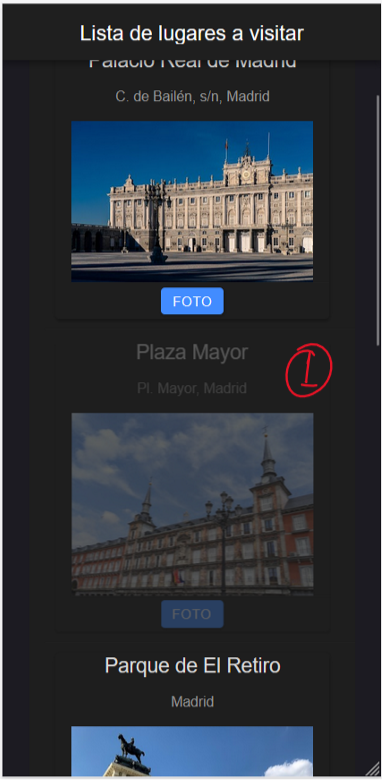 Lista de lugares a visitar
Palacio Real de Madrid
C. de Bailén, s/n, Madrid
FOTO
Plaza Mayor
1
Pl. Mayor, Madrid
FOTO
Parque de El Retiro
Madrid